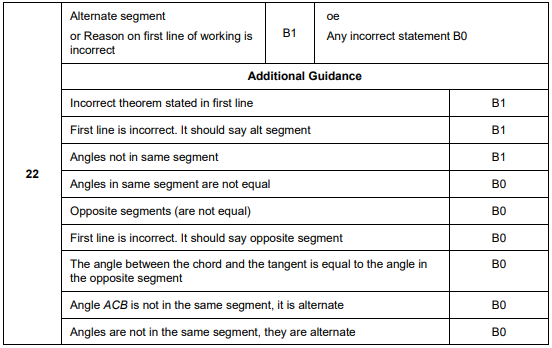 Alternate segment
or Reason on first line of working is
incorrect
B1
oe
Any incorrect statement B0
Additional Guidance
22
Incorrect theorem stated in first line B1
First line is incorrect. It should say alt segment B1
Angles not in same segment B1
Angles in same segment are not equal B0
Opposite segments (are not equal) B0
First line is incorrect. It should say opposite segment B0
The angle between the chord and the tangent is equal to the angle in B0
the opposite segment
Angle ACB is not in the same segment, it is alternate B0
Angles are not in the same segment, they are alternate B0